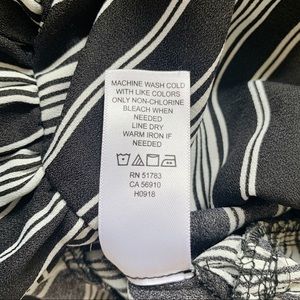 MACHINE WASH COLD
WITH LIKE COLORS
ONLY NON-CHLORINE
BLEACH WHEN
NEEDED
LINE DRY
WARM IRON IF
NEEDED
RN 51783
CA 56910
H0918